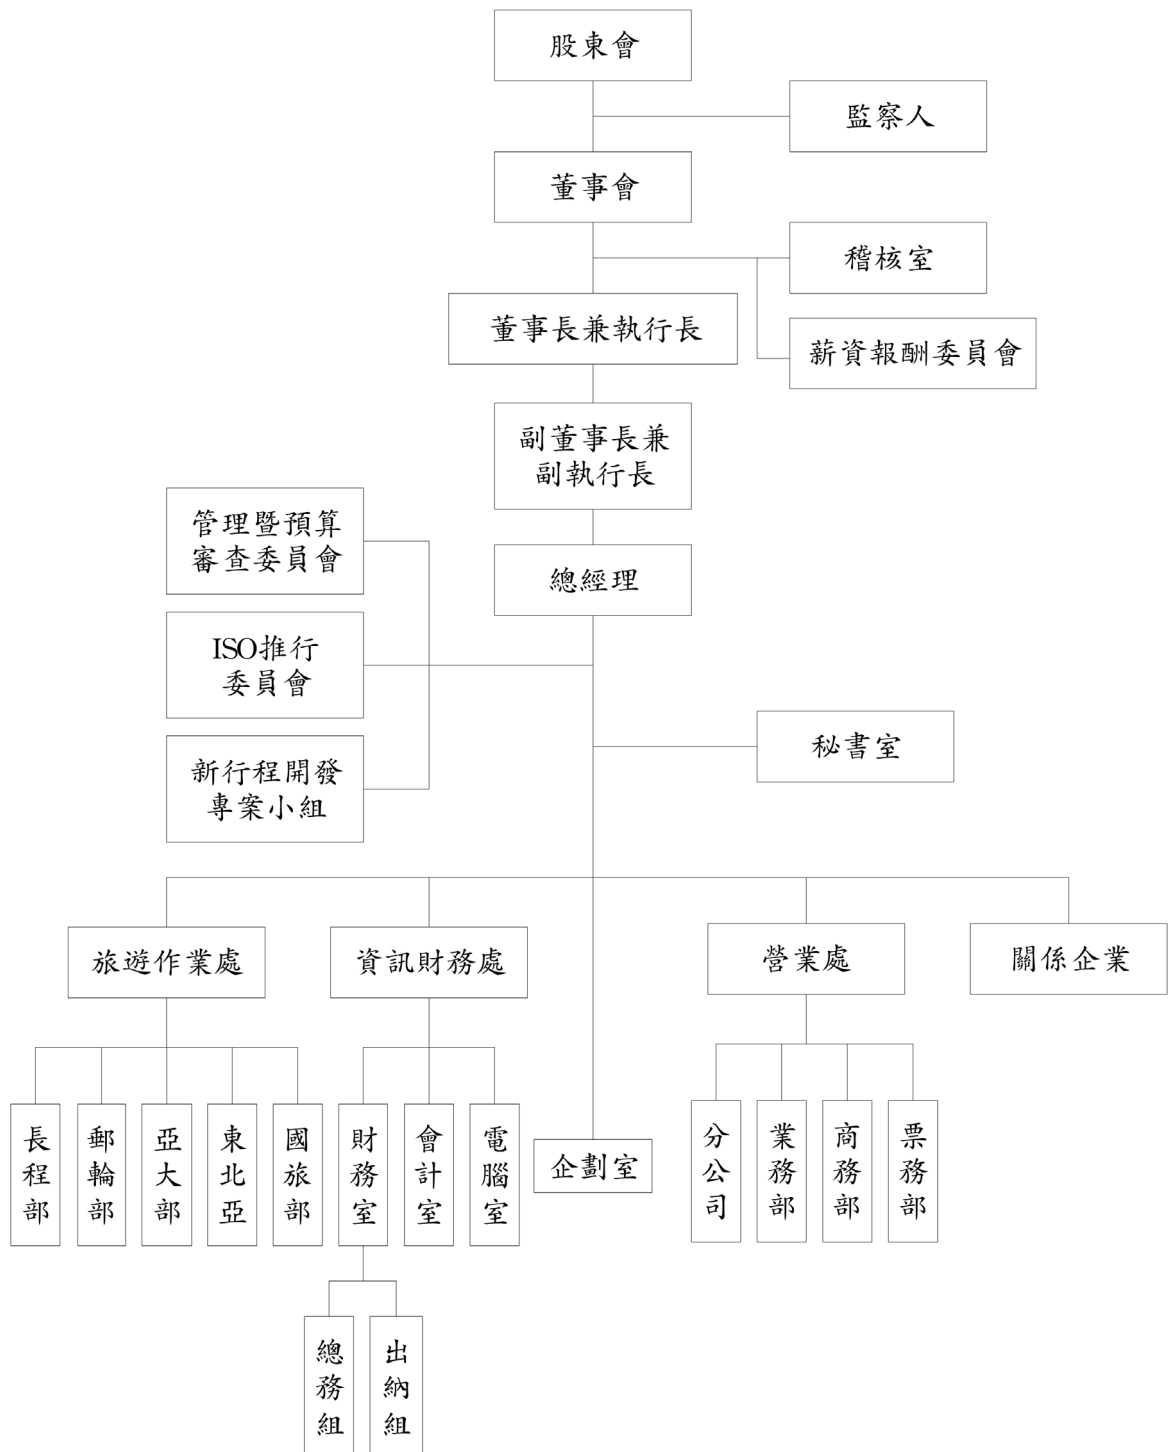 股東會
監察人
董事會
稽核室
董事長兼執行長
薪資報酬委員會
副董事長兼
副執行長
管理暨預算
審查委員會
總經理
ISO推行
委員會
秘書室
新行程開發
專案小組
旅遊作業處
資訊財務處
營業處
關係企業
長程部
郵輪部
亞大部
東北亞
國旅部
財務室
會計室
電腦室
企劃室
分公司
業務部
商務部
票務部
總務組
出納組